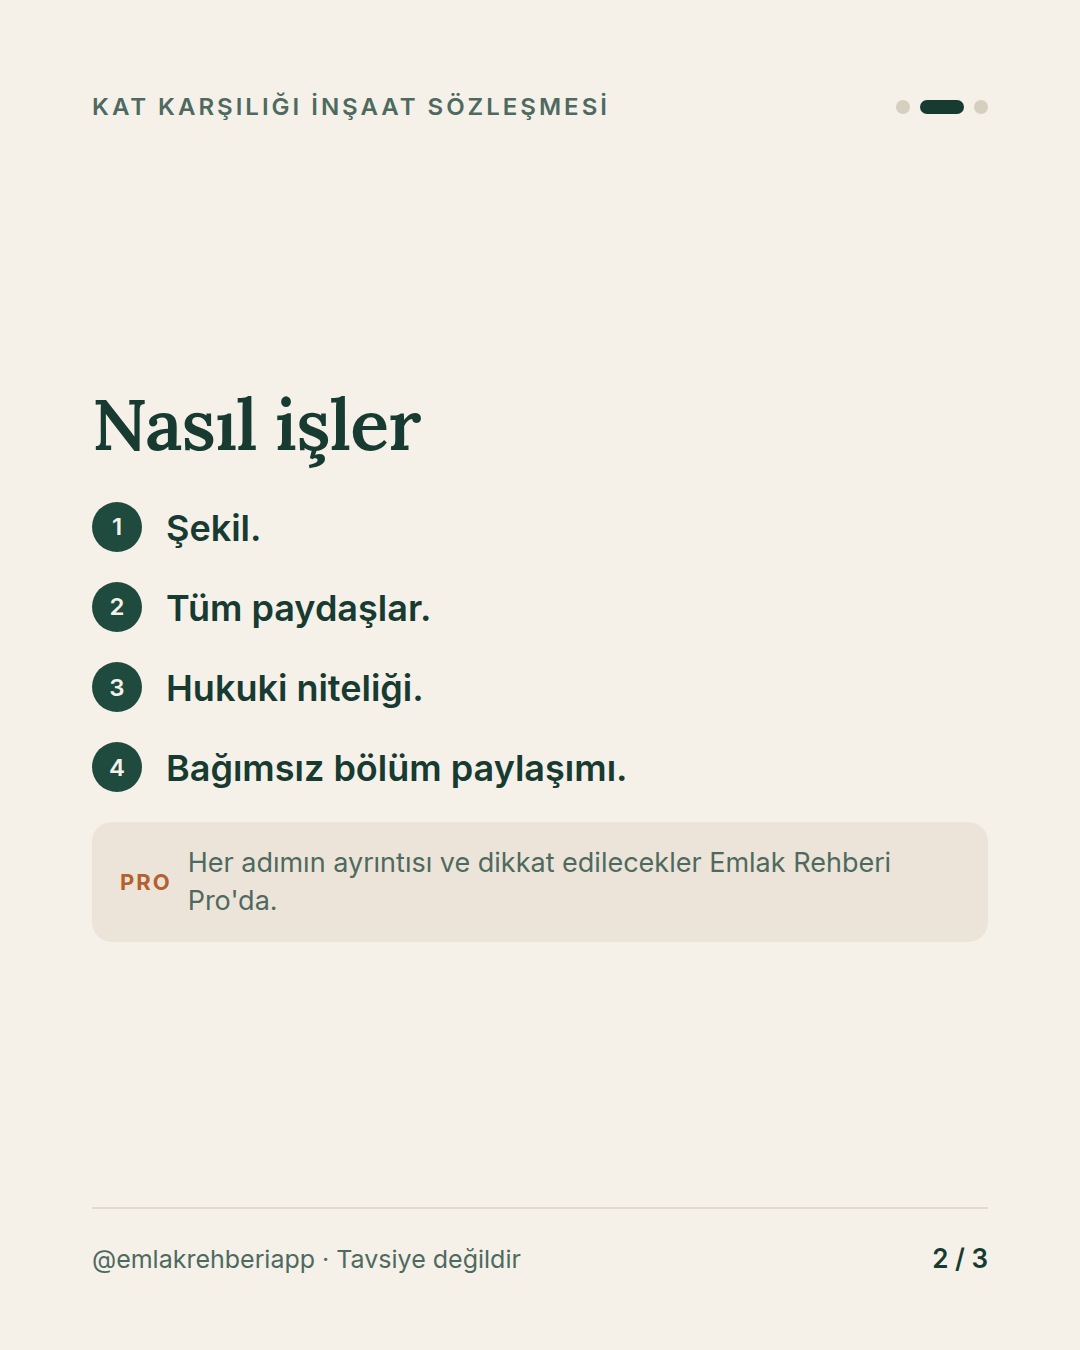 KAT KARŞILIĞI İNŞAAT SÖZLEŞMESİ
Nasıl işler
1 Şekil.
2 Tüm paydaşlar.
3 Hukuki niteliği.
4 Bağımsız bölüm paylaşımı.
PRO Her adımın ayrıntısı ve dikkat edilecekler Emlak Rehberi
Pro'da.
@emlakrehberiapp · Tavsiye değildir
2 / 3